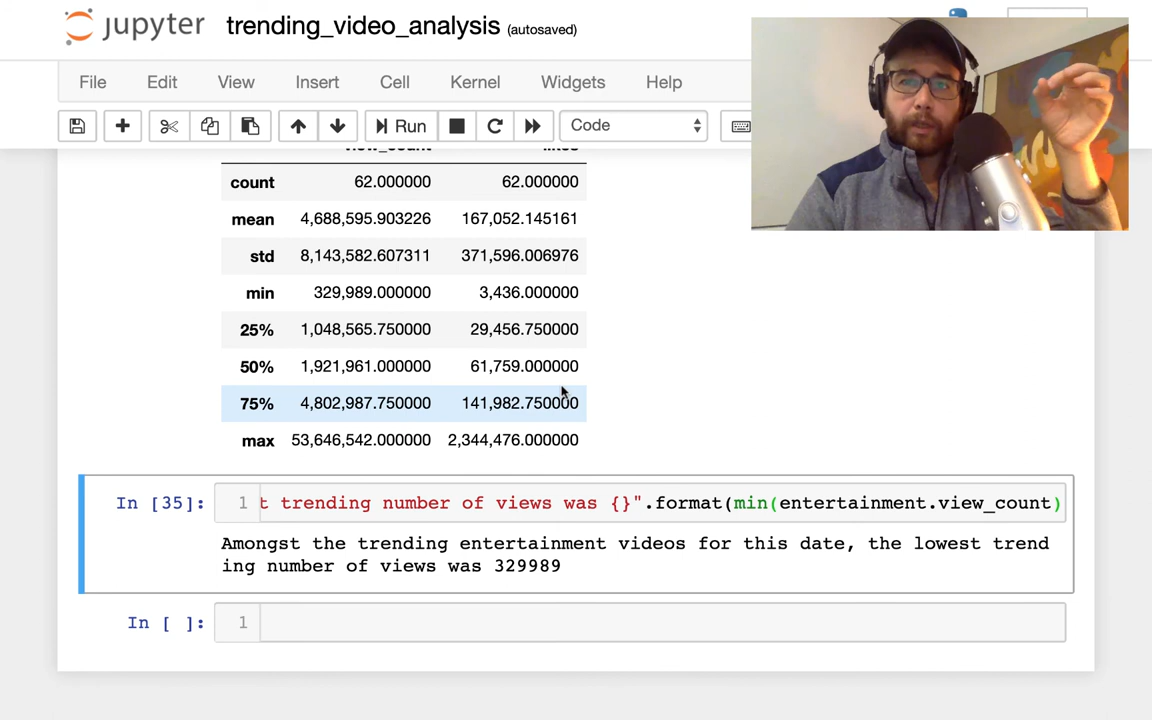 jupyter trending_video_analysis (autosaved)
File Edit View Insert Cell Kernel Widgets Help
Run Code
view_count likes
count 62.000000 62.000000
mean 4,688,595.903226 167,052.145161
std 8,143,582.607311 371,596.006976
min 329,989.000000 3,436.000000
25% 1,048,565.750000 29,456.750000
50% 1,921,961.000000 61,759.000000
75% 4,802,987.750000 141,982.750000
max 53,646,542.000000 2,344,476.000000
In [35]: 1 t trending number of views was {}".format(min(entertainment.view_count)
Amongst the trending entertainment videos for this date, the lowest trend
ing number of views was 329989
In [ ]: 1